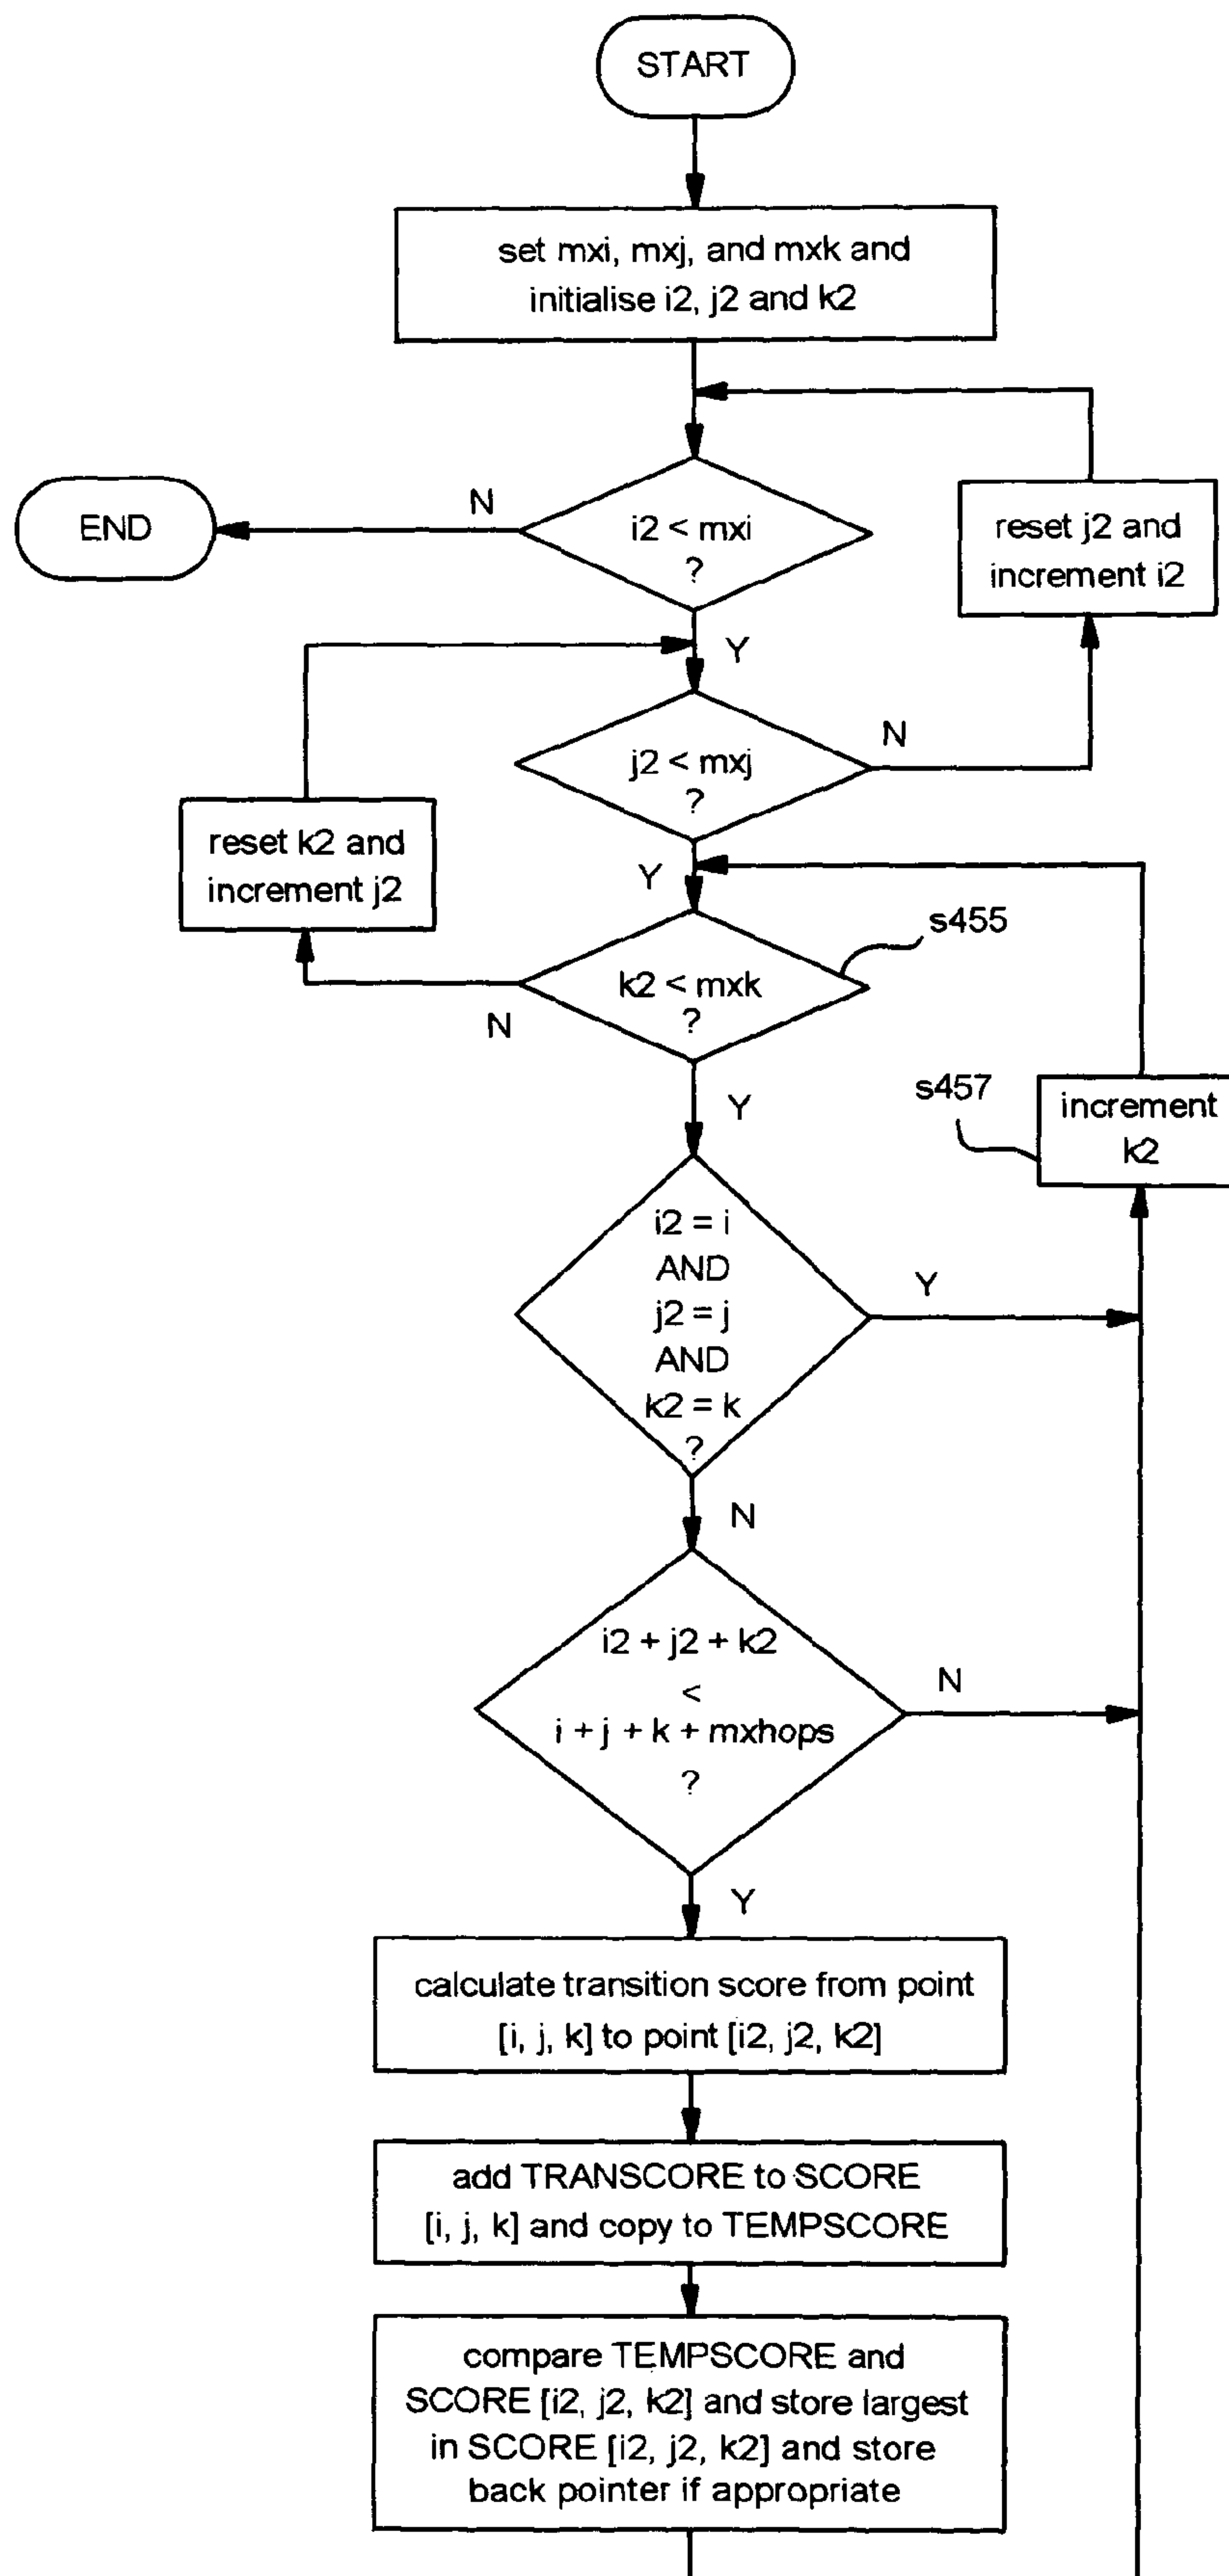 START
set mxi, mxj, and mxk and
initialise i2, j2 and k2
N
i2 < mxi
?
END
reset j2 and
increment i2
Y
j2 < mxj
?
N
reset k2 and
increment j2
Y
s455
k2 < mxk
?
N
Y
s457
increment
k2
i2 = i
AND
j2 = j
AND
k2 = k
?
Y
N
i2 + j2 + k2
<
i + j + k + mxhops
?
N
Y
calculate transition score from point
[i, j, k] to point [i2, j2, k2]
add TRANSCORE to SCORE
[i, j, k] and copy to TEMPSCORE
compare TEMPSCORE and
SCORE [i2, j2, k2] and store largest
in SCORE [i2, j2, k2] and store
back pointer if appropriate